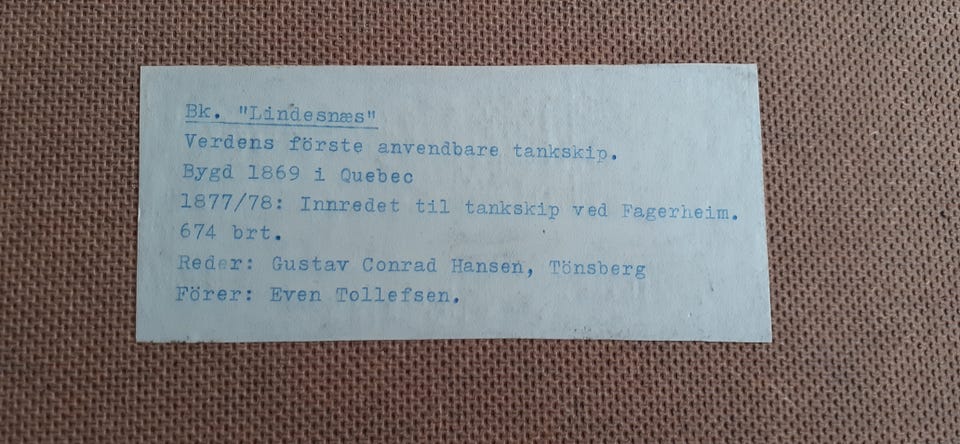 Bk. "Lindesnæs"
Verdens förste anvendbare tankskip.
Bygd 1869 i Quebec
1877/78: Innredet til tankskip ved Fagerheim.
674 brt.
Reder: Gustav Conrad Hansen, Tönsberg
Förer: Even Tollefsen.